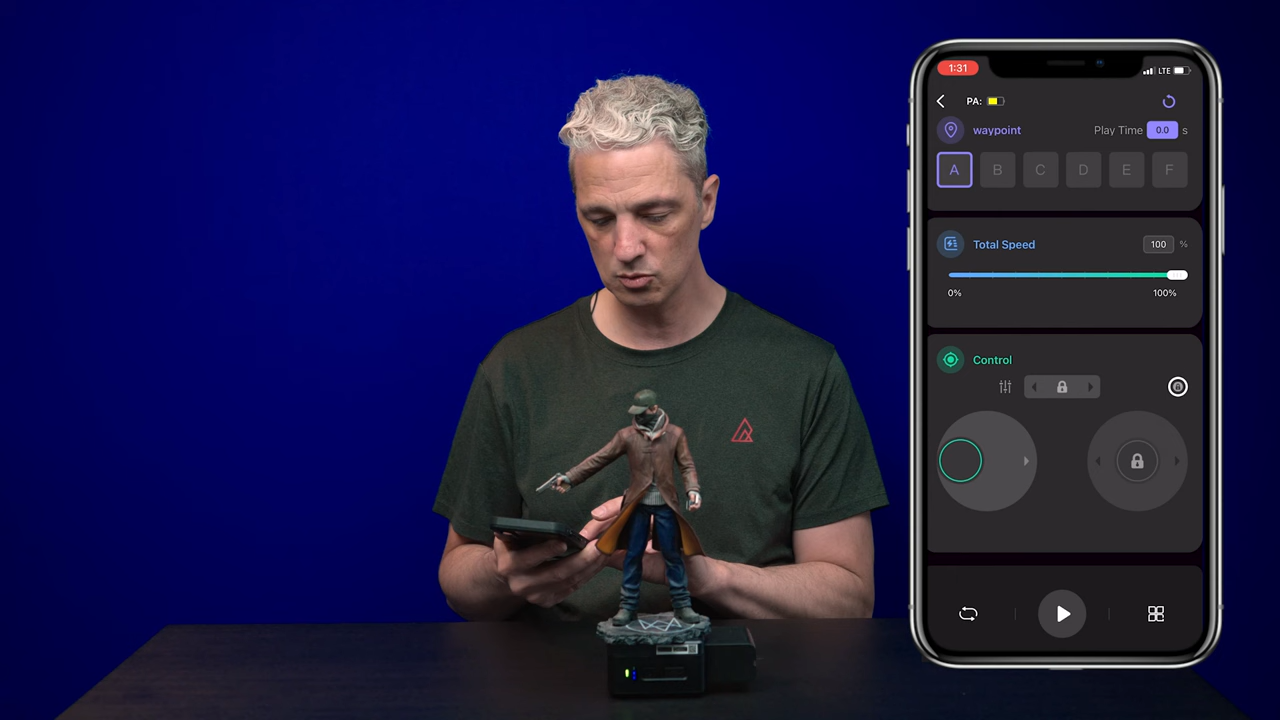 1:31
LTE
PA:
waypoint
Play Time 0.0 s
A B C D E F
Total Speed
100 %
0% 100%
Control